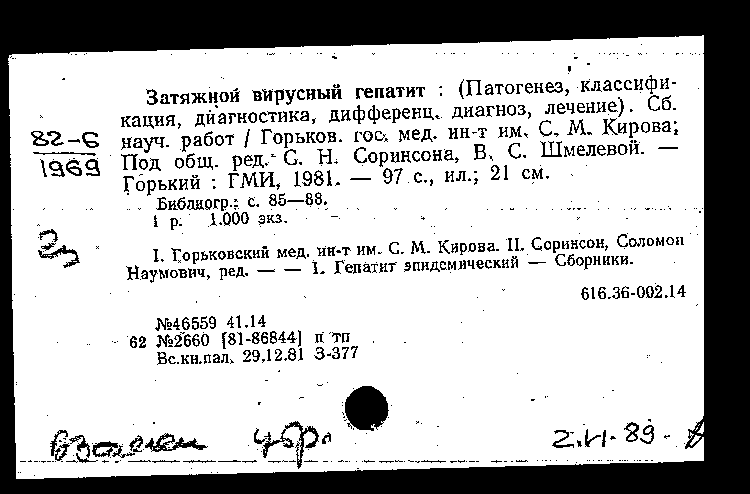 Затяжной вирусный гепатит : (Патогенез, классифи-
кация, диагностика, дифференц. диагноз, лечение). Сб.
науч. работ / Горьков. гос. мед. ин-т им. С. М. Кирова;
Под общ. ред. С. Н. Соринсона, В. С. Шмелевой. —
Горький : ГМИ, 1981. — 97 с., ил.; 21 см.
82-6
1969
Библиогр.: с. 85—88.
1 р. 1.000 экз.
I. Горьковский мед. ин-т им. С. М. Кирова. II. Соринсон, Соломон
Наумович, ред. — — 1. Гепатит эпидемический — Сборники.
616.36-002.14
№46559 41.14
62 №2660 [81-86844] п тп
Вс.кн.пал. 29.12.81 З-377
взамен